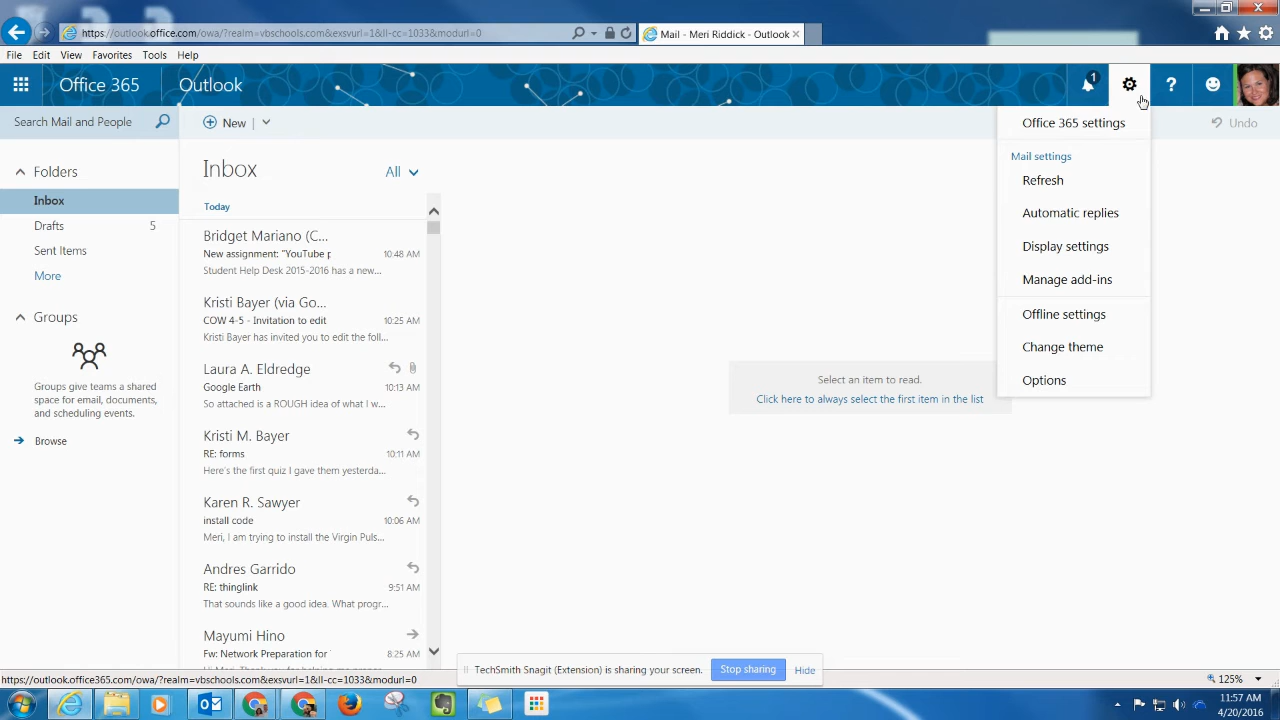 https://outlook.office.com/owa/?realm=vbschools.com&exsvurl=1&ll-cc=1033&modurl=0
Mail - Meri Riddick - Outlook
File Edit View Favorites Tools Help
Office 365
Outlook
1
?
Search Mail and People
New
Undo
Folders
Inbox
Drafts 5
Sent Items
More
Groups
Groups give teams a shared
space for email, documents,
and scheduling events.
Browse
Inbox
All
Today
Bridget Mariano (C...
New assignment: "YouTube p 10:48 AM
Student Help Desk 2015-2016 has a new...
Kristi Bayer (via Go...
COW 4-5 - Invitation to edit 10:25 AM
Kristi Bayer has invited you to edit the foll...
Laura A. Eldredge
Google Earth 10:13 AM
So attached is a ROUGH idea of what I w...
Kristi M. Bayer
RE: forms 10:11 AM
Here's the first quiz I gave them yesterda...
Karen R. Sawyer
install code 10:06 AM
Meri, I am trying to install the Virgin Puls...
Andres Garrido
RE: thinglink 9:51 AM
That sounds like a good idea. What progr...
Mayumi Hino
Fw: Network Preparation for 8:25 AM
Select an item to read.
Click here to always select the first item in the list
Office 365 settings
Mail settings
Refresh
Automatic replies
Display settings
Manage add-ins
Offline settings
Change theme
Options
TechSmith Snagit (Extension) is sharing your screen. Stop sharing Hide
https://outlook.office365.com/owa/?realm=vbschools.com&exsvurl=1&ll-cc=1033&modurl=0
125%
11:57 AM
4/20/2016